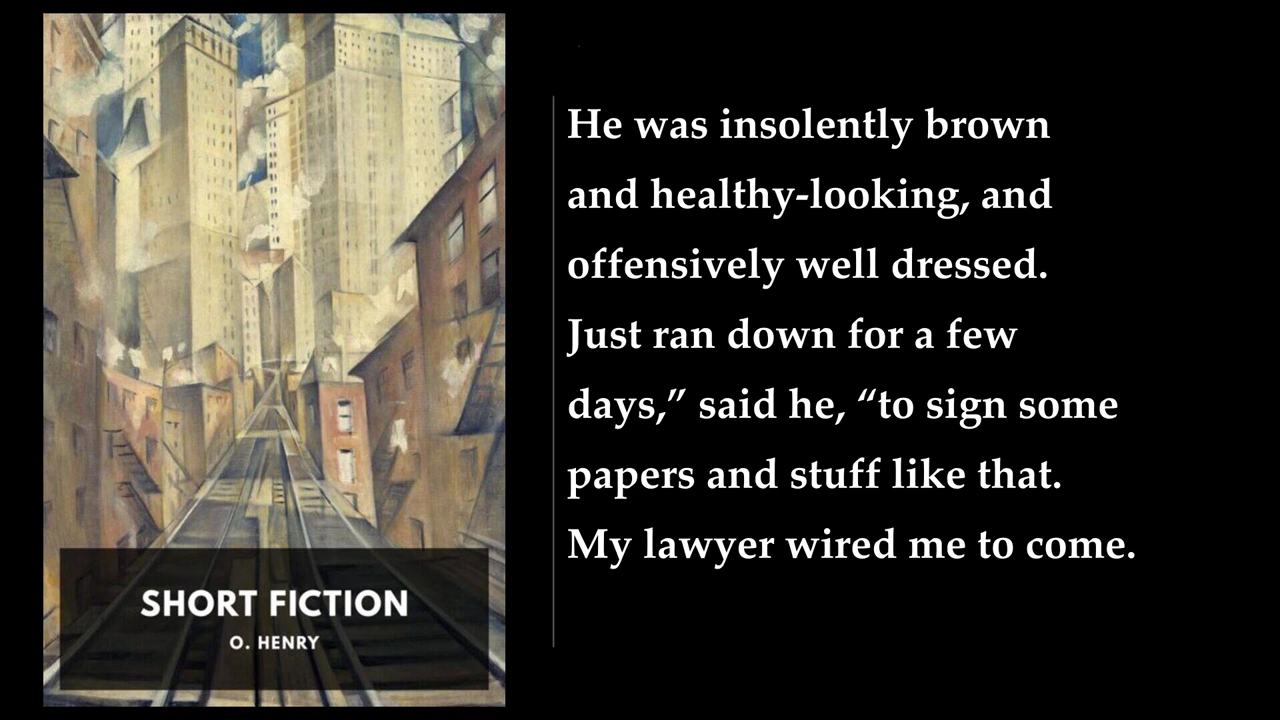 SHORT FICTION
O. HENRY
He was insolently brown
and healthy-looking, and
offensively well dressed.
Just ran down for a few
days,” said he, “to sign some
papers and stuff like that.
My lawyer wired me to come.